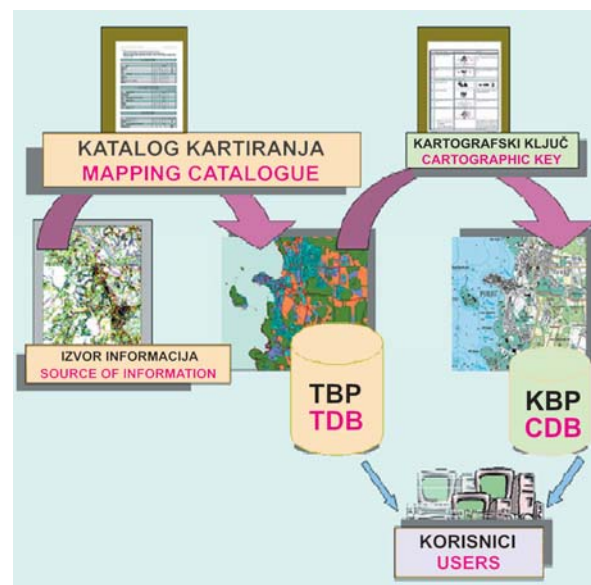 KATALOG KARTIRANJA
MAPPING CATALOGUE
KARTOGRAFSKI KLJUČ
CARTOGRAPHIC KEY
IZVOR INFORMACIJA
SOURCE OF INFORMATION
TBP
TDB
KBP
CDB
KORISNICI
USERS